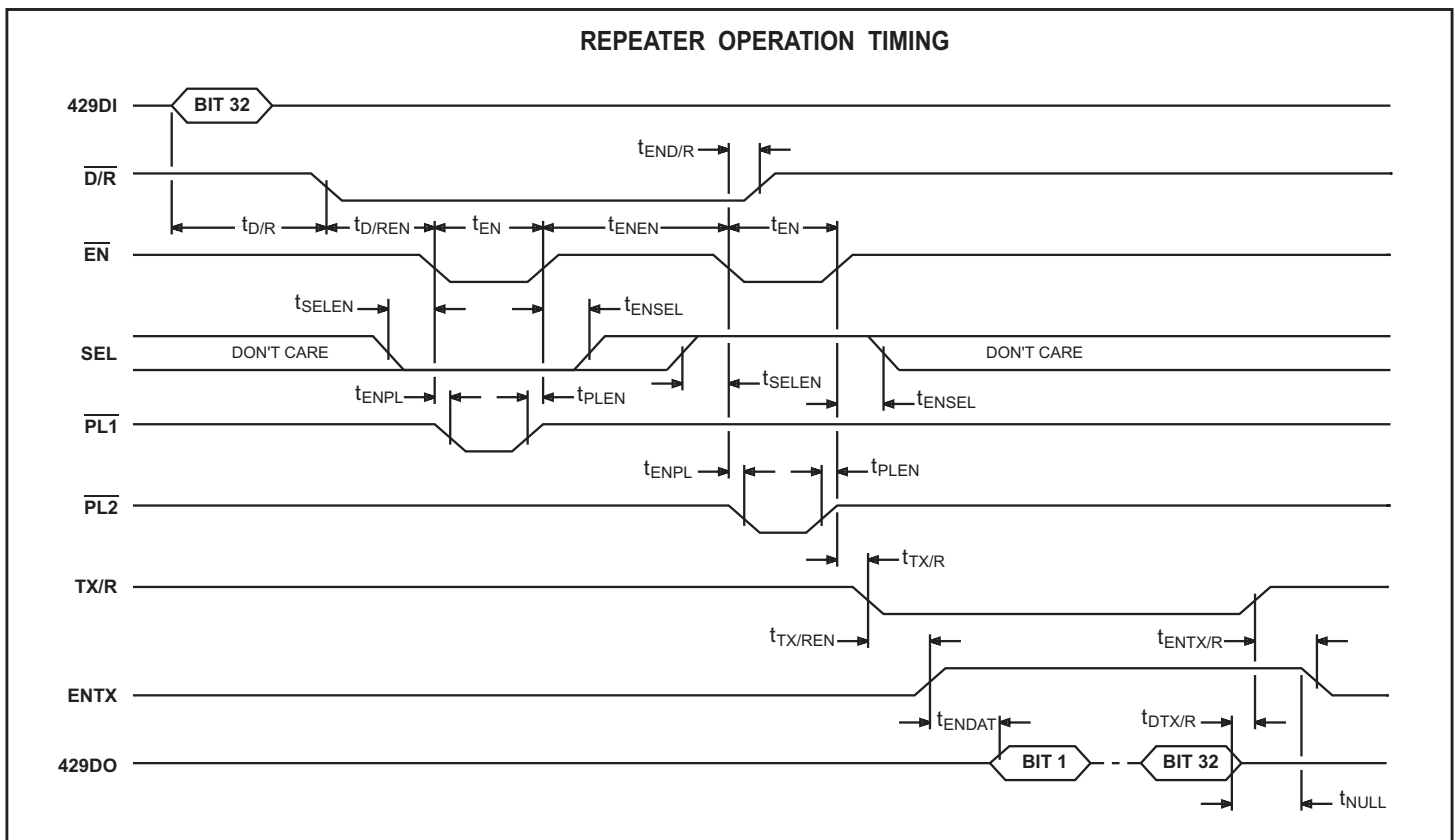 REPEATER OPERATION TIMING
429DI
BIT 32
tEND/R
D/R
tD/R
tD/REN
tEN
tENEN
tEN
EN
tSELEN
tENSEL
SEL
DON'T CARE
DON'T CARE
tSELEN
tENSEL
tENPL
tPLEN
PL1
tENPL
tPLEN
PL2
tTX/R
TX/R
tTX/REN
tENTX/R
ENTX
tENDAT
tDTX/R
429DO
BIT 1
BIT 32
tNULL